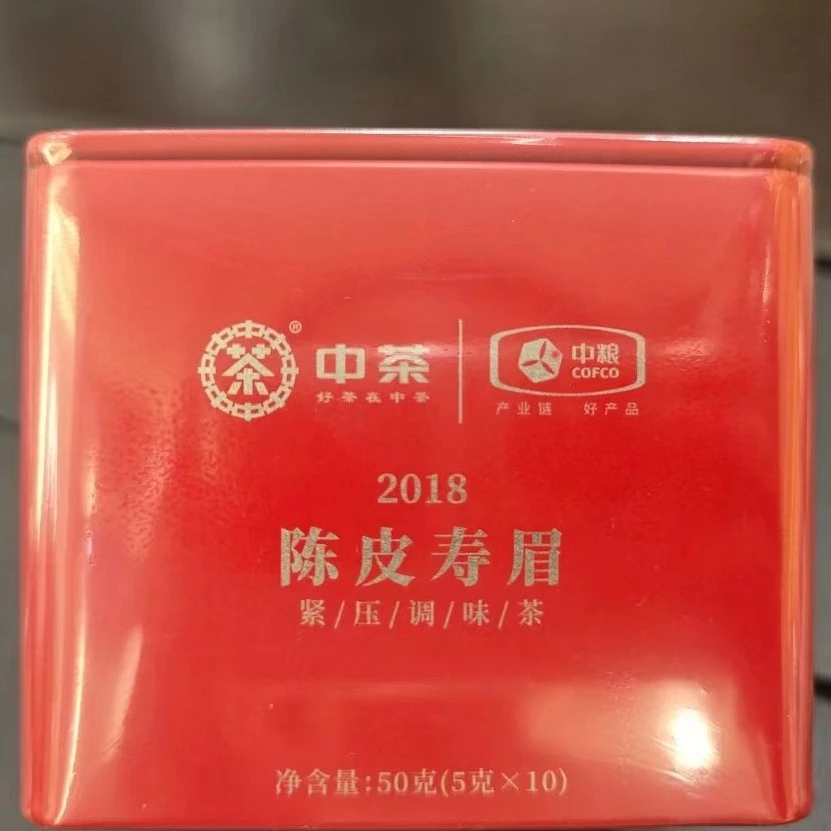 茶® 中茶 中粮
COFCO
好茶在中茶 产业链 好产品
2018
陈皮寿眉
紧/压/调/味/茶
净含量:50克(5克×10)